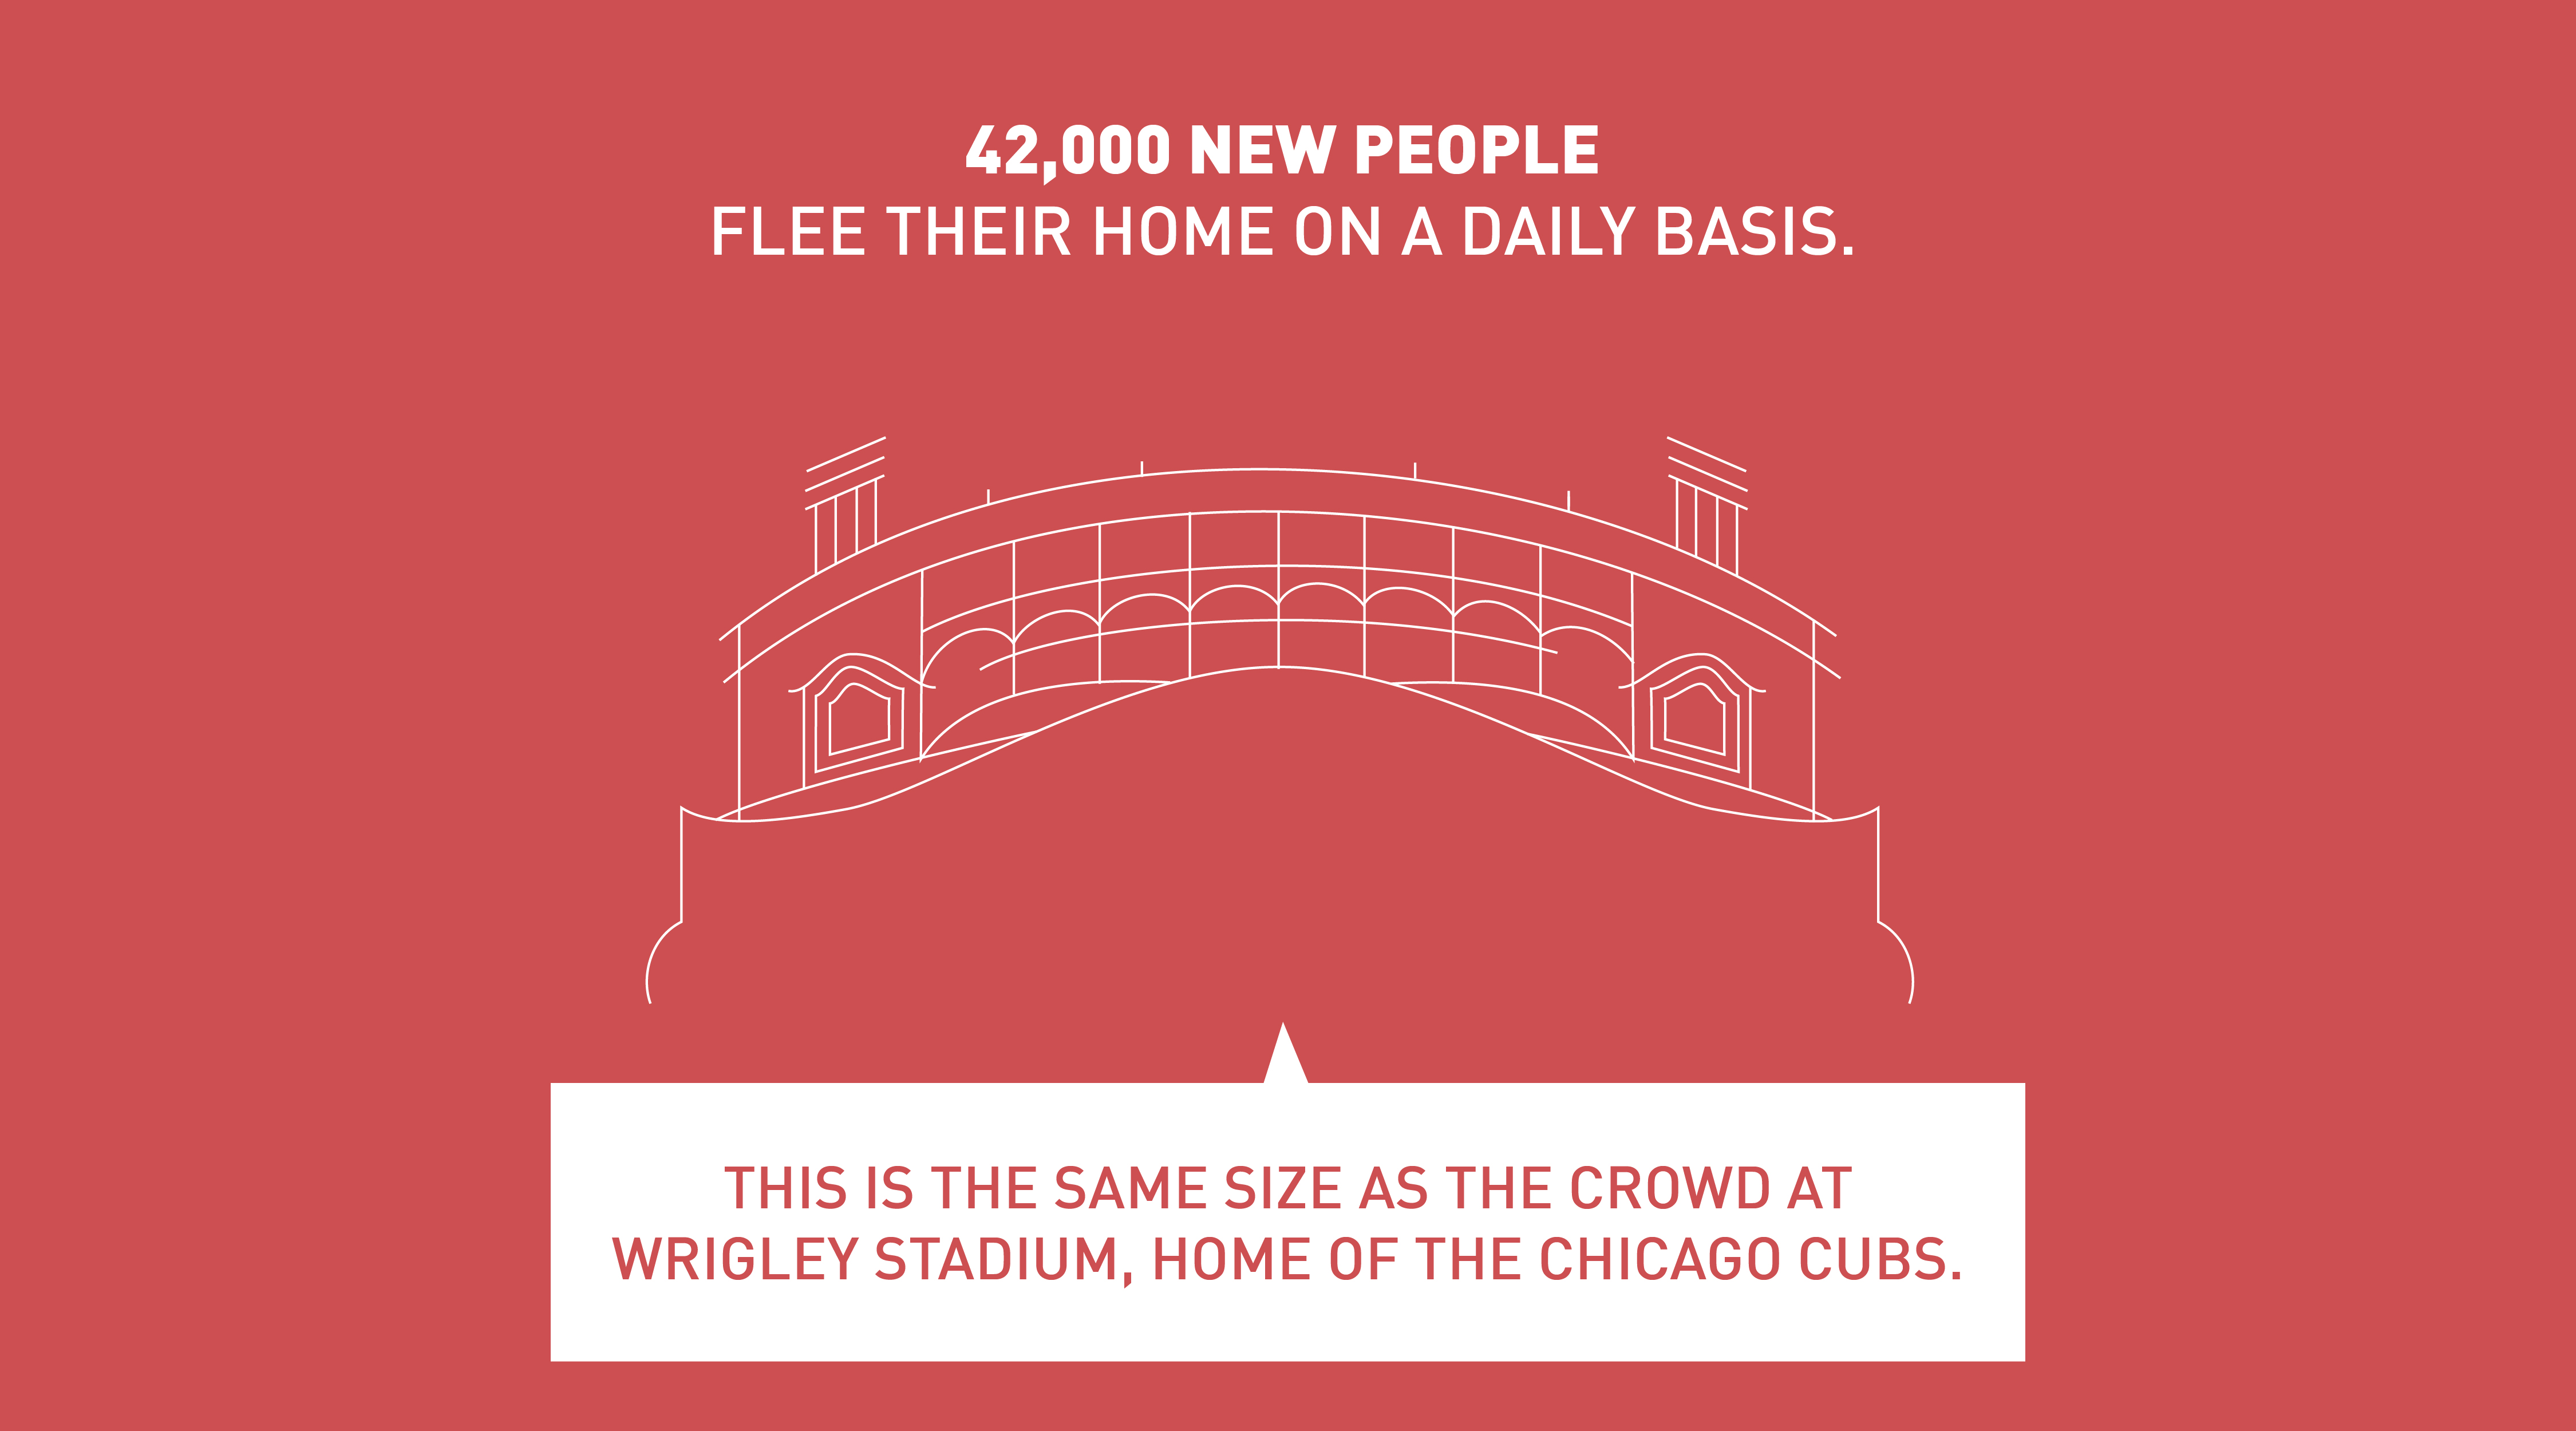 42,000 NEW PEOPLE
FLEE THEIR HOME ON A DAILY BASIS.
THIS IS THE SAME SIZE AS THE CROWD AT
WRIGLEY STADIUM, HOME OF THE CHICAGO CUBS.